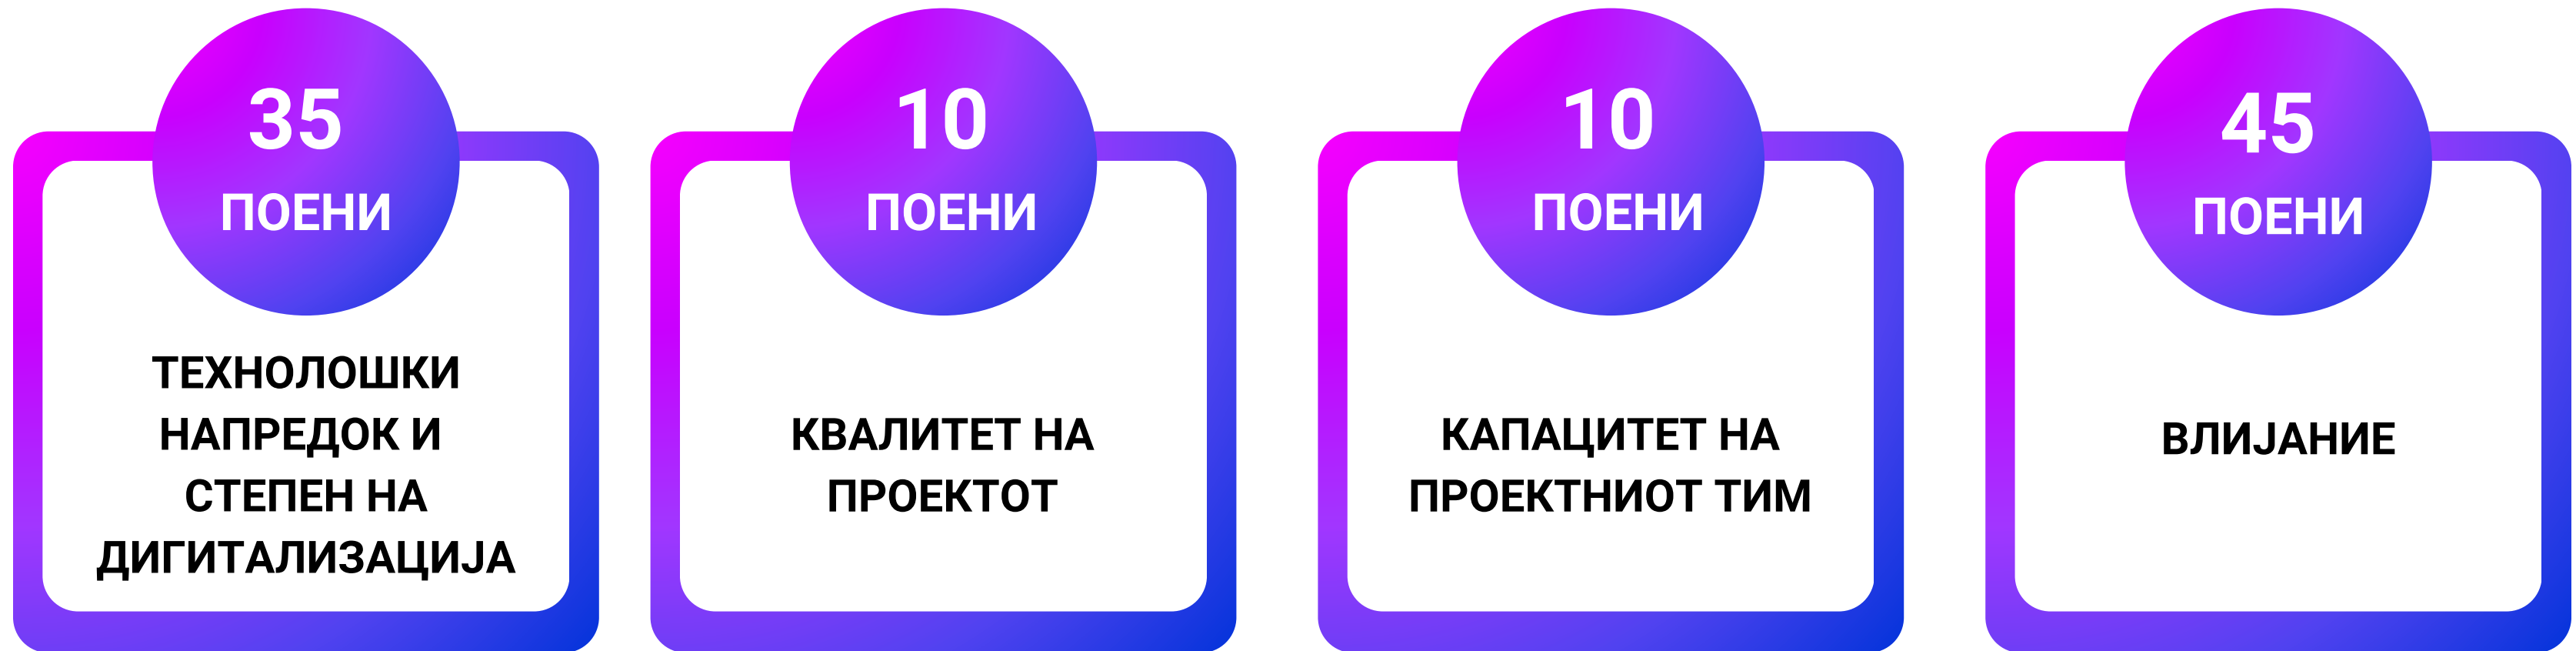 35
ПОЕНИ
ТЕХНОЛОШКИ
НАПРЕДОК И
СТЕПЕН НА
ДИГИТАЛИЗАЦИЈА
10
ПОЕНИ
КВАЛИТЕТ НА
ПРОЕКТОТ
10
ПОЕНИ
КАПАЦИТЕТ НА
ПРОЕКТНИОТ ТИМ
45
ПОЕНИ
ВЛИЈАНИЕ